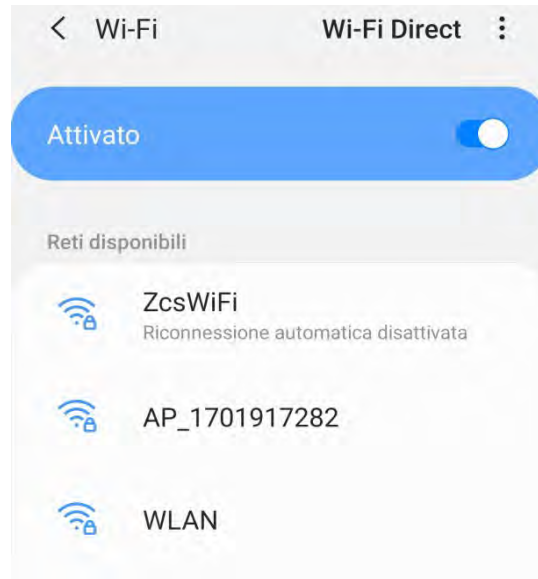 Wi-Fi Wi-Fi Direct
Attivato
Reti disponibili
ZcsWiFi
Riconnessione automatica disattivata
AP_1701917282
WLAN